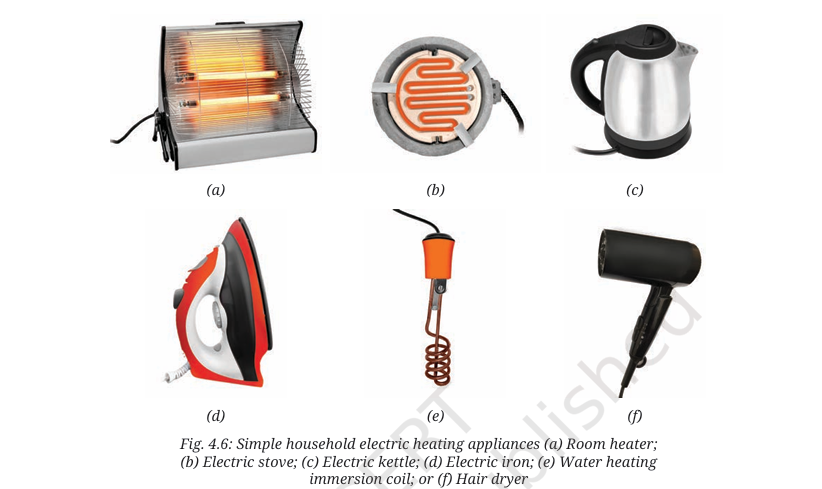 (a)
(b)
(c)
(d)
(e)
(f)
Fig. 4.6: Simple household electric heating appliances (a) Room heater;
(b) Electric stove; (c) Electric kettle; (d) Electric iron; (e) Water heating
immersion coil; or (f) Hair dryer